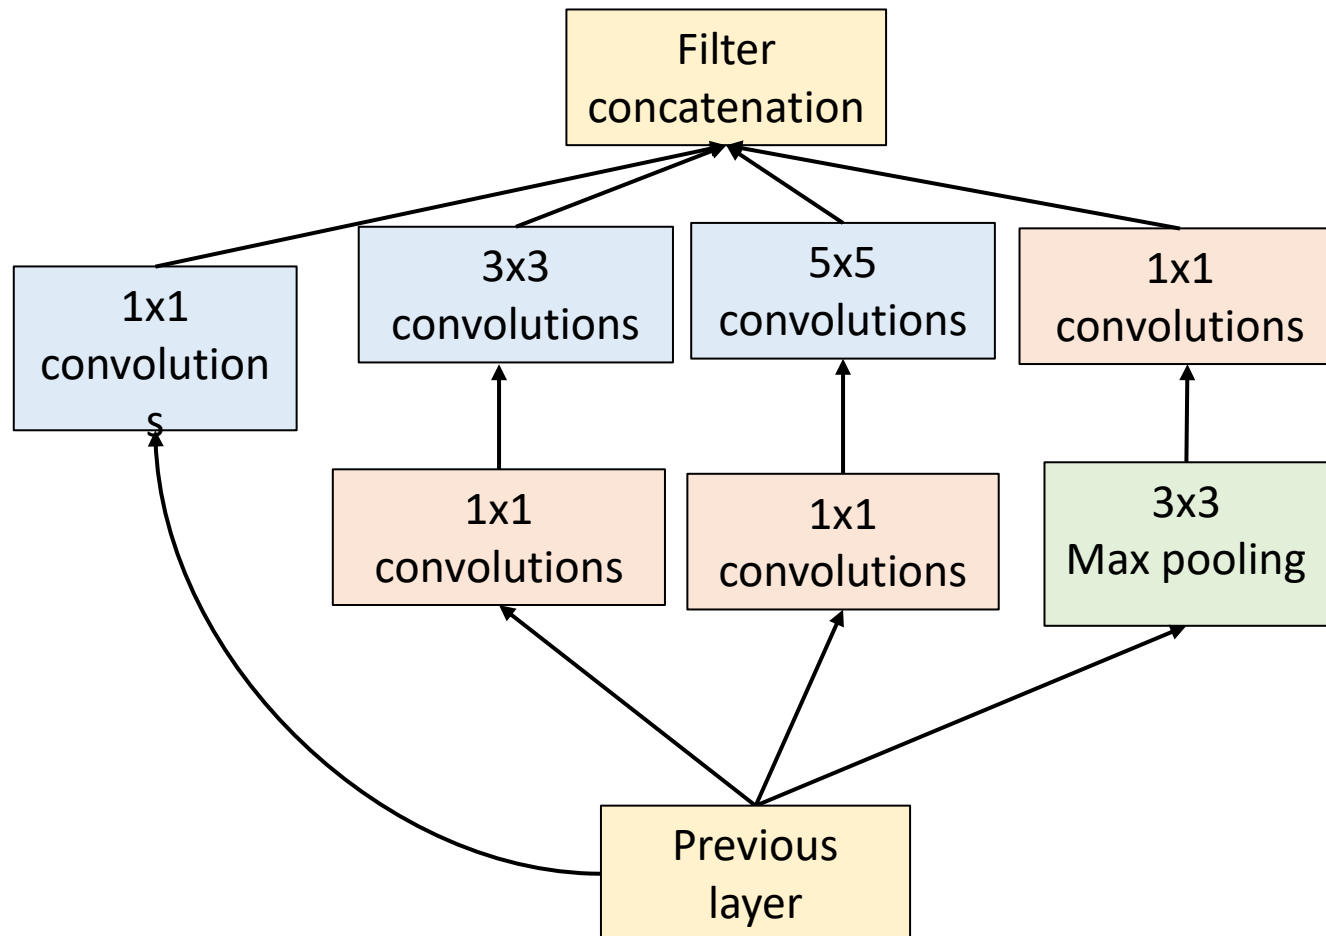 Filter
concatenation
1x1
convolution
s
3x3
convolutions
5x5
convolutions
1x1
convolutions
1x1
convolutions
1x1
convolutions
3x3
Max pooling
Previous
layer